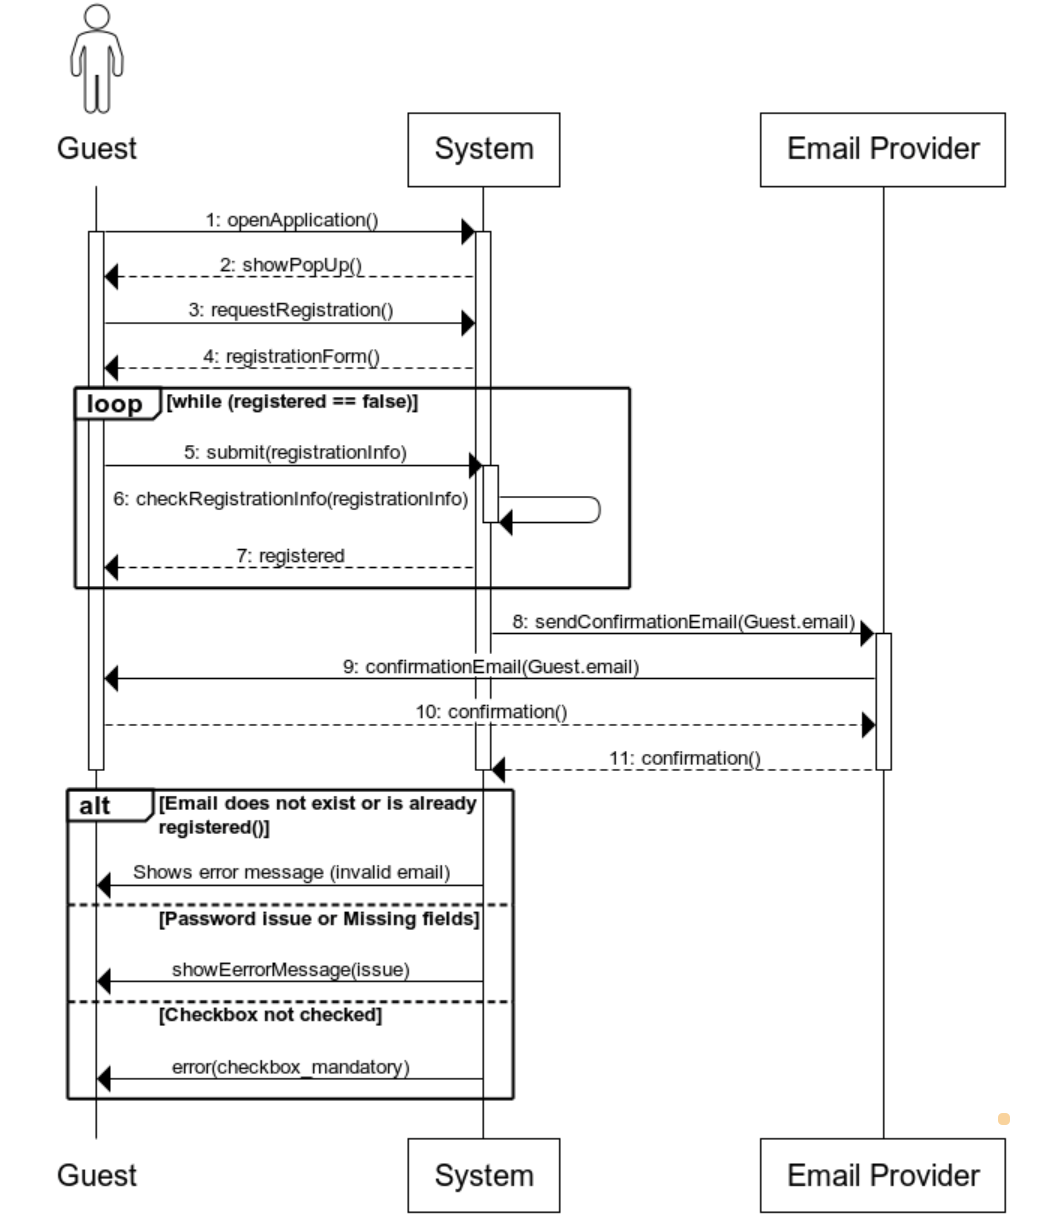 Guest
System
Email Provider
1: openApplication()
2: showPopUp()
3: requestRegistration()
4: registrationForm()
loop
[while (registered == false)]
5: submit(registrationInfo)
6: checkRegistrationInfo(registrationInfo)
7: registered
8: sendConfirmationEmail(Guest.email)
9: confirmationEmail(Guest.email)
10: confirmation()
11: confirmation()
alt
[Email does not exist or is already
registered()]
Shows error message (invalid email)
[Password issue or Missing fields]
showEerrorMessage(issue)
[Checkbox not checked]
error(checkbox_mandatory)
Guest
System
Email Provider